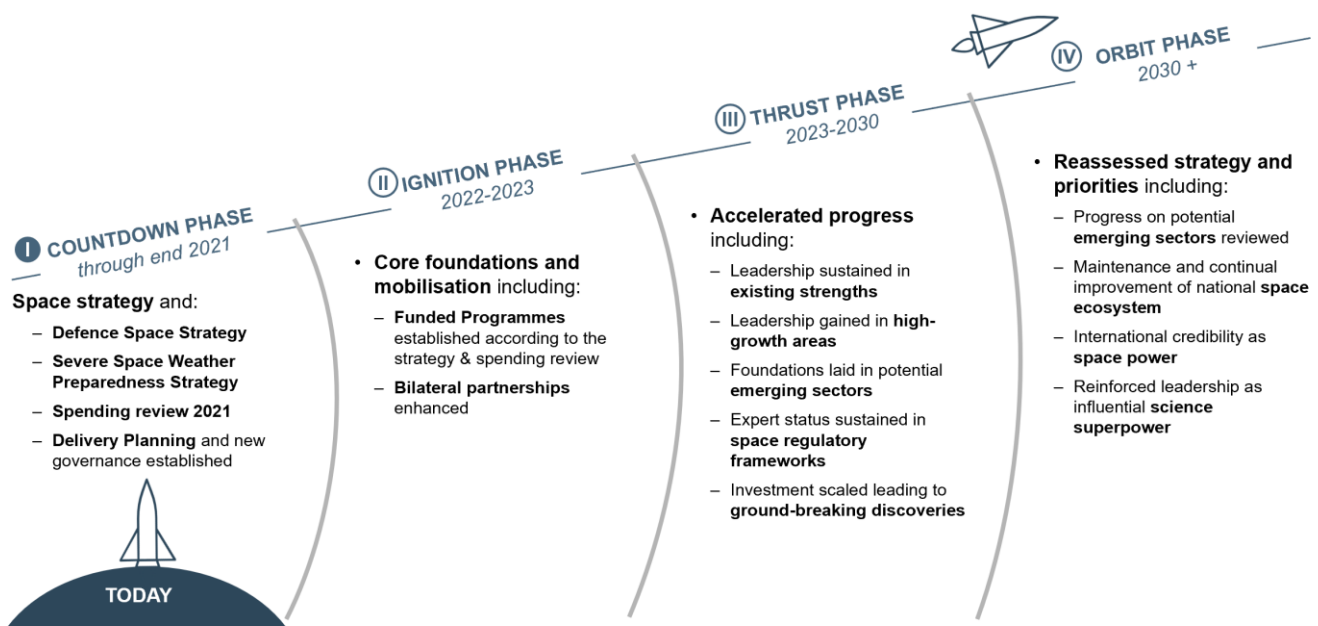 I COUNTDOWN PHASE
through end 2021
Space strategy and:
– Defence Space Strategy
– Severe Space Weather
Preparedness Strategy
– Spending review 2021
– Delivery Planning and new
governance established
TODAY
II IGNITION PHASE
2022-2023
• Core foundations and
mobilisation including:
– Funded Programmes
established according to the
strategy & spending review
– Bilateral partnerships
enhanced
III THRUST PHASE
2023-2030
• Accelerated progress
including:
– Leadership sustained in
existing strengths
– Leadership gained in high-
growth areas
– Foundations laid in potential
emerging sectors
– Expert status sustained in
space regulatory
frameworks
– Investment scaled leading to
ground-breaking discoveries
IV ORBIT PHASE
2030 +
• Reassessed strategy and
priorities including:
– Progress on potential
emerging sectors reviewed
– Maintenance and continual
improvement of national space
ecosystem
– International credibility as
space power
– Reinforced leadership as
influential science
superpower